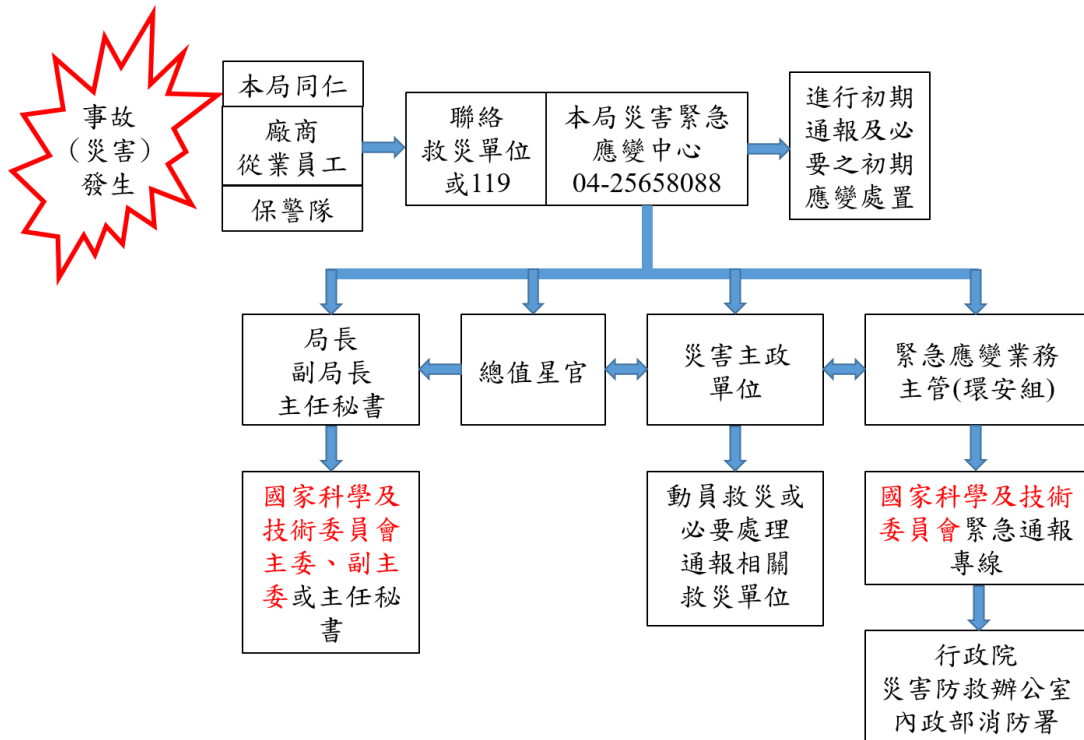 事故
（災害）
發生
本局同仁
廠商
從業員工
保警隊
聯絡
救災單位
或119
本局災害緊急
應變中心
04-25658088
進行初期
通報及必
要之初期
應變處置
局長
副局長
主任秘書
總值星官
災害主政
單位
緊急應變業務
主管(環安組)
國家科學及
技術委員會
主委、副主
委或主任秘
書
動員救災或
必要處理
通報相關
救災單位
國家科學及技術
委員會緊急通報
專線
行政院
災害防救辦公室
內政部消防署